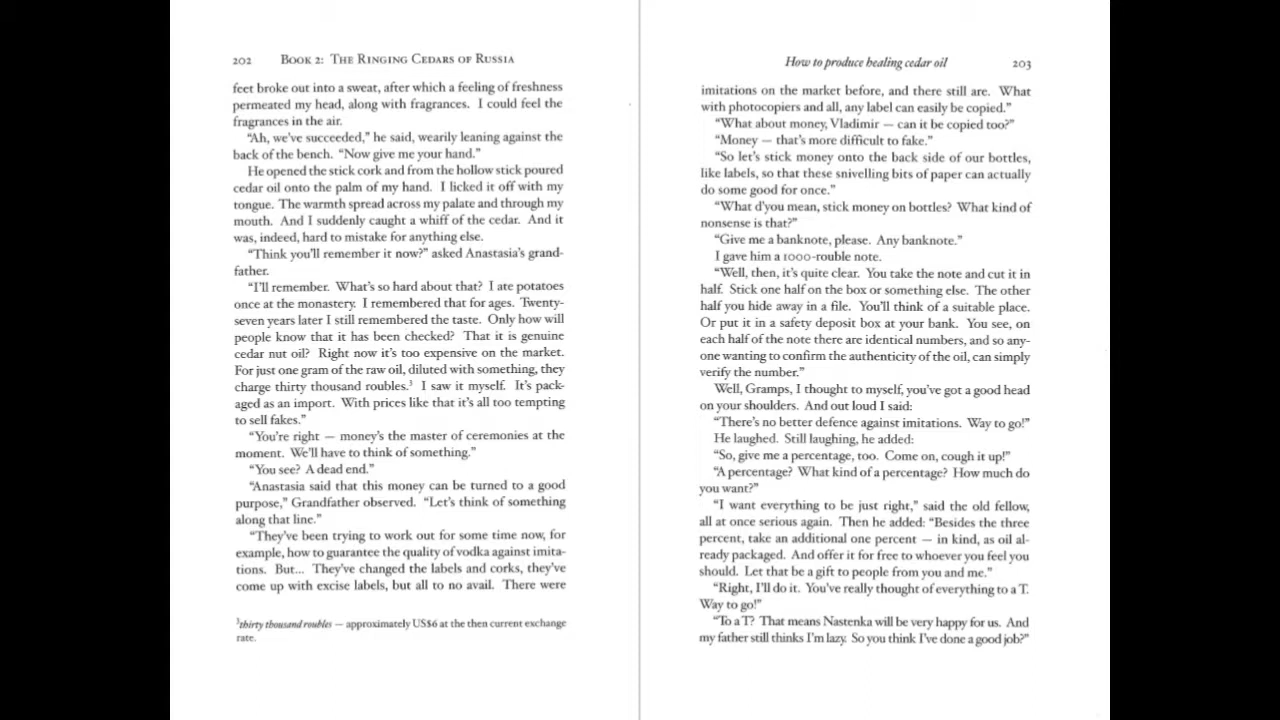 202 BOOK 2: THE RINGING CEDARS OF RUSSIA
feet broke out into a sweat, after which a feeling of freshness
permeated my head, along with fragrances. I could feel the
fragrances in the air.
“Ah, we’ve succeeded,” he said, wearily leaning against the
back of the bench. “Now give me your hand.”
He opened the stick cork and from the hollow stick poured
cedar oil onto the palm of my hand. I licked it off with my
tongue. The warmth spread across my palate and through my
mouth. And I suddenly caught a whiff of the cedar. And it
was, indeed, hard to mistake for anything else.
“Think you’ll remember it now?” asked Anastasia’s grand-
father.
“I’ll remember. What’s so hard about that? I ate potatoes
once at the monastery. I remembered that for ages. Twenty-
seven years later I still remembered the taste. Only how will
people know that it has been checked? That it is genuine
cedar nut oil? Right now it’s too expensive on the market.
For just one gram of the raw oil, diluted with something, they
charge thirty thousand roubles.³ I saw it myself. It’s pack-
aged as an import. With prices like that it’s all too tempting
to sell fakes.”
“You’re right — money’s the master of ceremonies at the
moment. We’ll have to think of something.”
“You see? A dead end.”
“Anastasia said that this money can be turned to a good
purpose,” Grandfather observed. “Let’s think of something
along that line.”
“They’ve been trying to work out for some time now, for
example, how to guarantee the quality of vodka against imita-
tions. But... They’ve changed the labels and corks, they’ve
come up with excise labels, but all to no avail. There were
³thirty thousand roubles — approximately US$6 at the then current exchange
rate.
How to produce healing cedar oil 203
imitations on the market before, and there still are. What
with photocopiers and all, any label can easily be copied.”
“What about money, Vladimir — can it be copied too?”
“Money — that’s more difficult to fake.”
“So let’s stick money onto the back side of our bottles,
like labels, so that these snivelling bits of paper can actually
do some good for once.”
“What d’you mean, stick money on bottles? What kind of
nonsense is that?”
“Give me a banknote, please. Any banknote.”
I gave him a 1000-rouble note.
“Well, then, it’s quite clear. You take the note and cut it in
half. Stick one half on the box or something else. The other
half you hide away in a file. You’ll think of a suitable place.
Or put it in a safety deposit box at your bank. You see, on
each half of the note there are identical numbers, and so any-
one wanting to confirm the authenticity of the oil, can simply
verify the number.”
Well, Gramps, I thought to myself, you’ve got a good head
on your shoulders. And out loud I said:
“There’s no better defence against imitations. Way to go!”
He laughed. Still laughing, he added:
“So, give me a percentage, too. Come on, cough it up!”
“A percentage? What kind of a percentage? How much do
you want?”
“I want everything to be just right,” said the old fellow,
all at once serious again. Then he added: “Besides the three
percent, take an additional one percent — in kind, as oil al-
ready packaged. And offer it for free to whoever you feel you
should. Let that be a gift to people from you and me.”
“Right, I’ll do it. You’ve really thought of everything to a T.
Way to go!”
“To a T? That means Nastenka will be very happy for us. And
my father still thinks I’m lazy. So you think I’ve done a good job?”